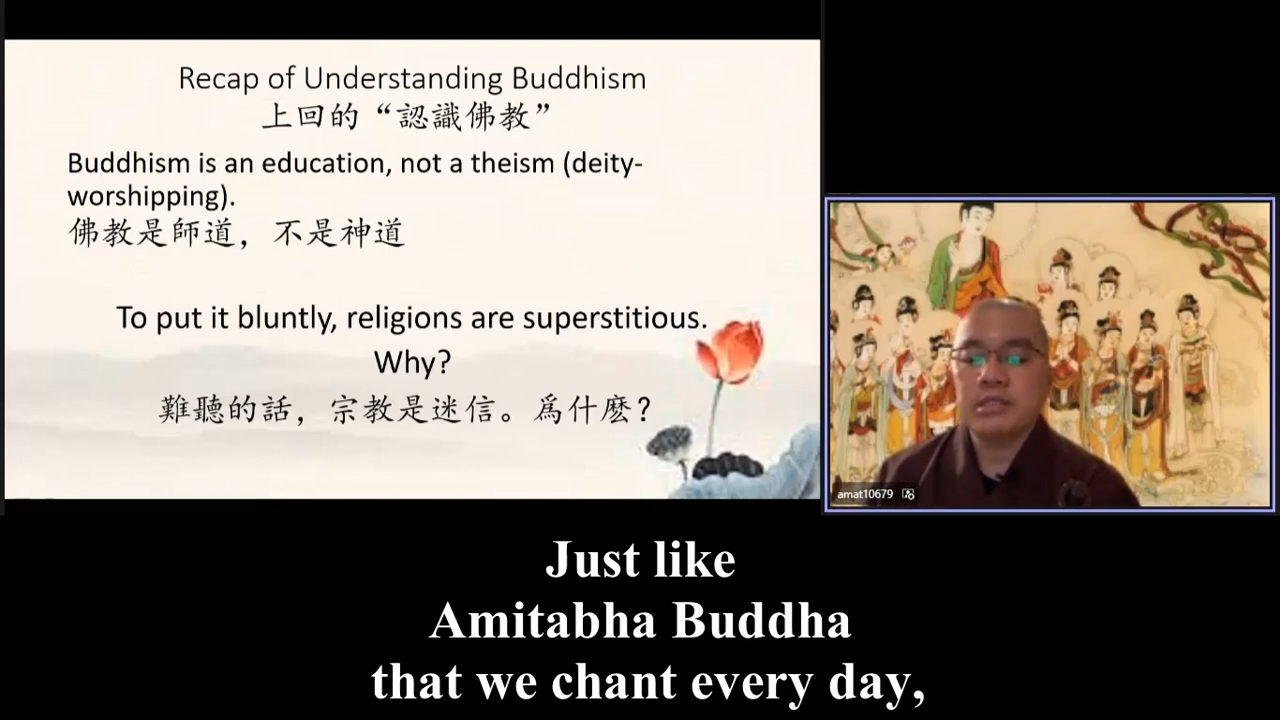 Recap of Understanding Buddhism
上回的“認識佛教”
Buddhism is an education, not a theism (deity-
worshipping).
佛教是師道，不是神道
To put it bluntly, religions are superstitious.
Why?
難聽的話，宗教是迷信。爲什麽？
amat10679
Just like
Amitabha Buddha
that we chant every day,